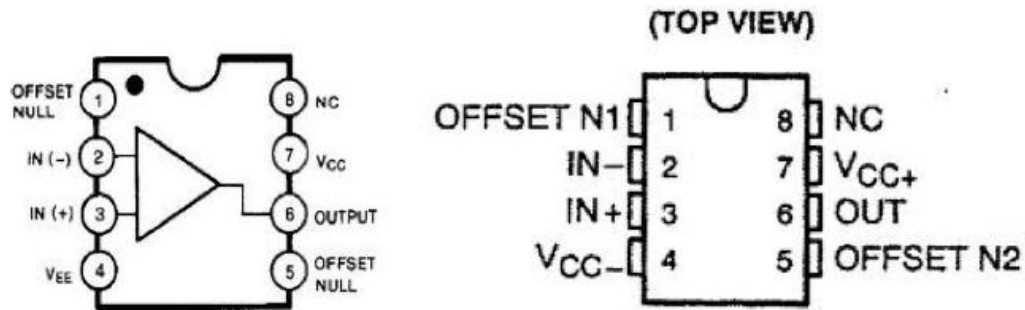 OFFSET
NULL
1
8
NC
IN (-)
2
7
VCC
IN (+)
3
6
OUTPUT
VEE
4
5
OFFSET
NULL
(TOP VIEW)
OFFSET N1
1
8
NC
IN-
2
7
VCC+
IN+
3
6
OUT
VCC-
4
5
OFFSET N2